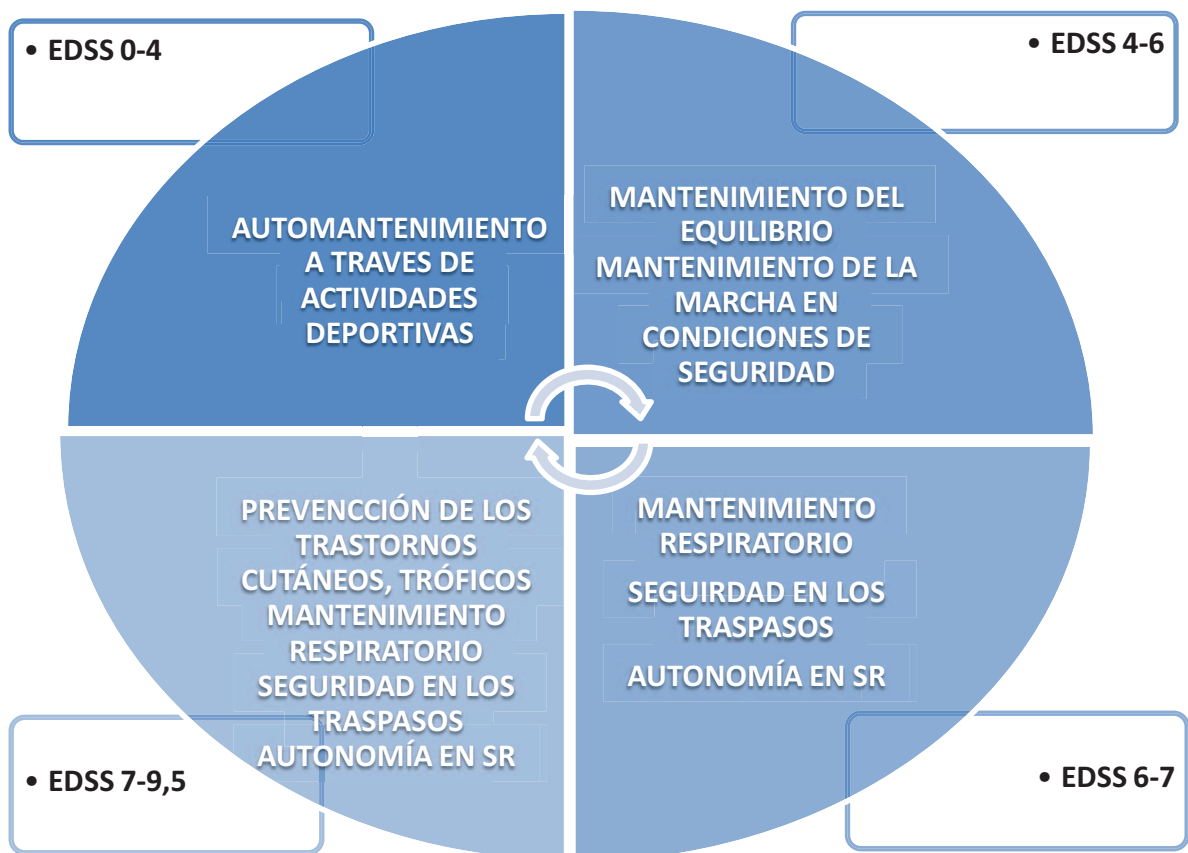 • EDSS 0-4
• EDSS 4-6
AUTOMANTENIMIENTO
A TRAVES DE
ACTIVIDADES
DEPORTIVAS
MANTENIMIENTO DEL
EQUILIBRIO
MANTENIMIENTO DE LA
MARCHA EN
CONDICIONES DE
SEGURIDAD
PREVENCCIÓN DE LOS
TRASTORNOS
CUTÁNEOS, TRÓFICOS
MANTENIMIENTO
RESPIRATORIO
SEGURIDAD EN LOS
TRASPASOS
AUTONOMÍA EN SR
MANTENIMIENTO
RESPIRATORIO
SEGUIRDAD EN LOS
TRASPASOS
AUTONOMÍA EN SR
• EDSS 7-9,5
• EDSS 6-7